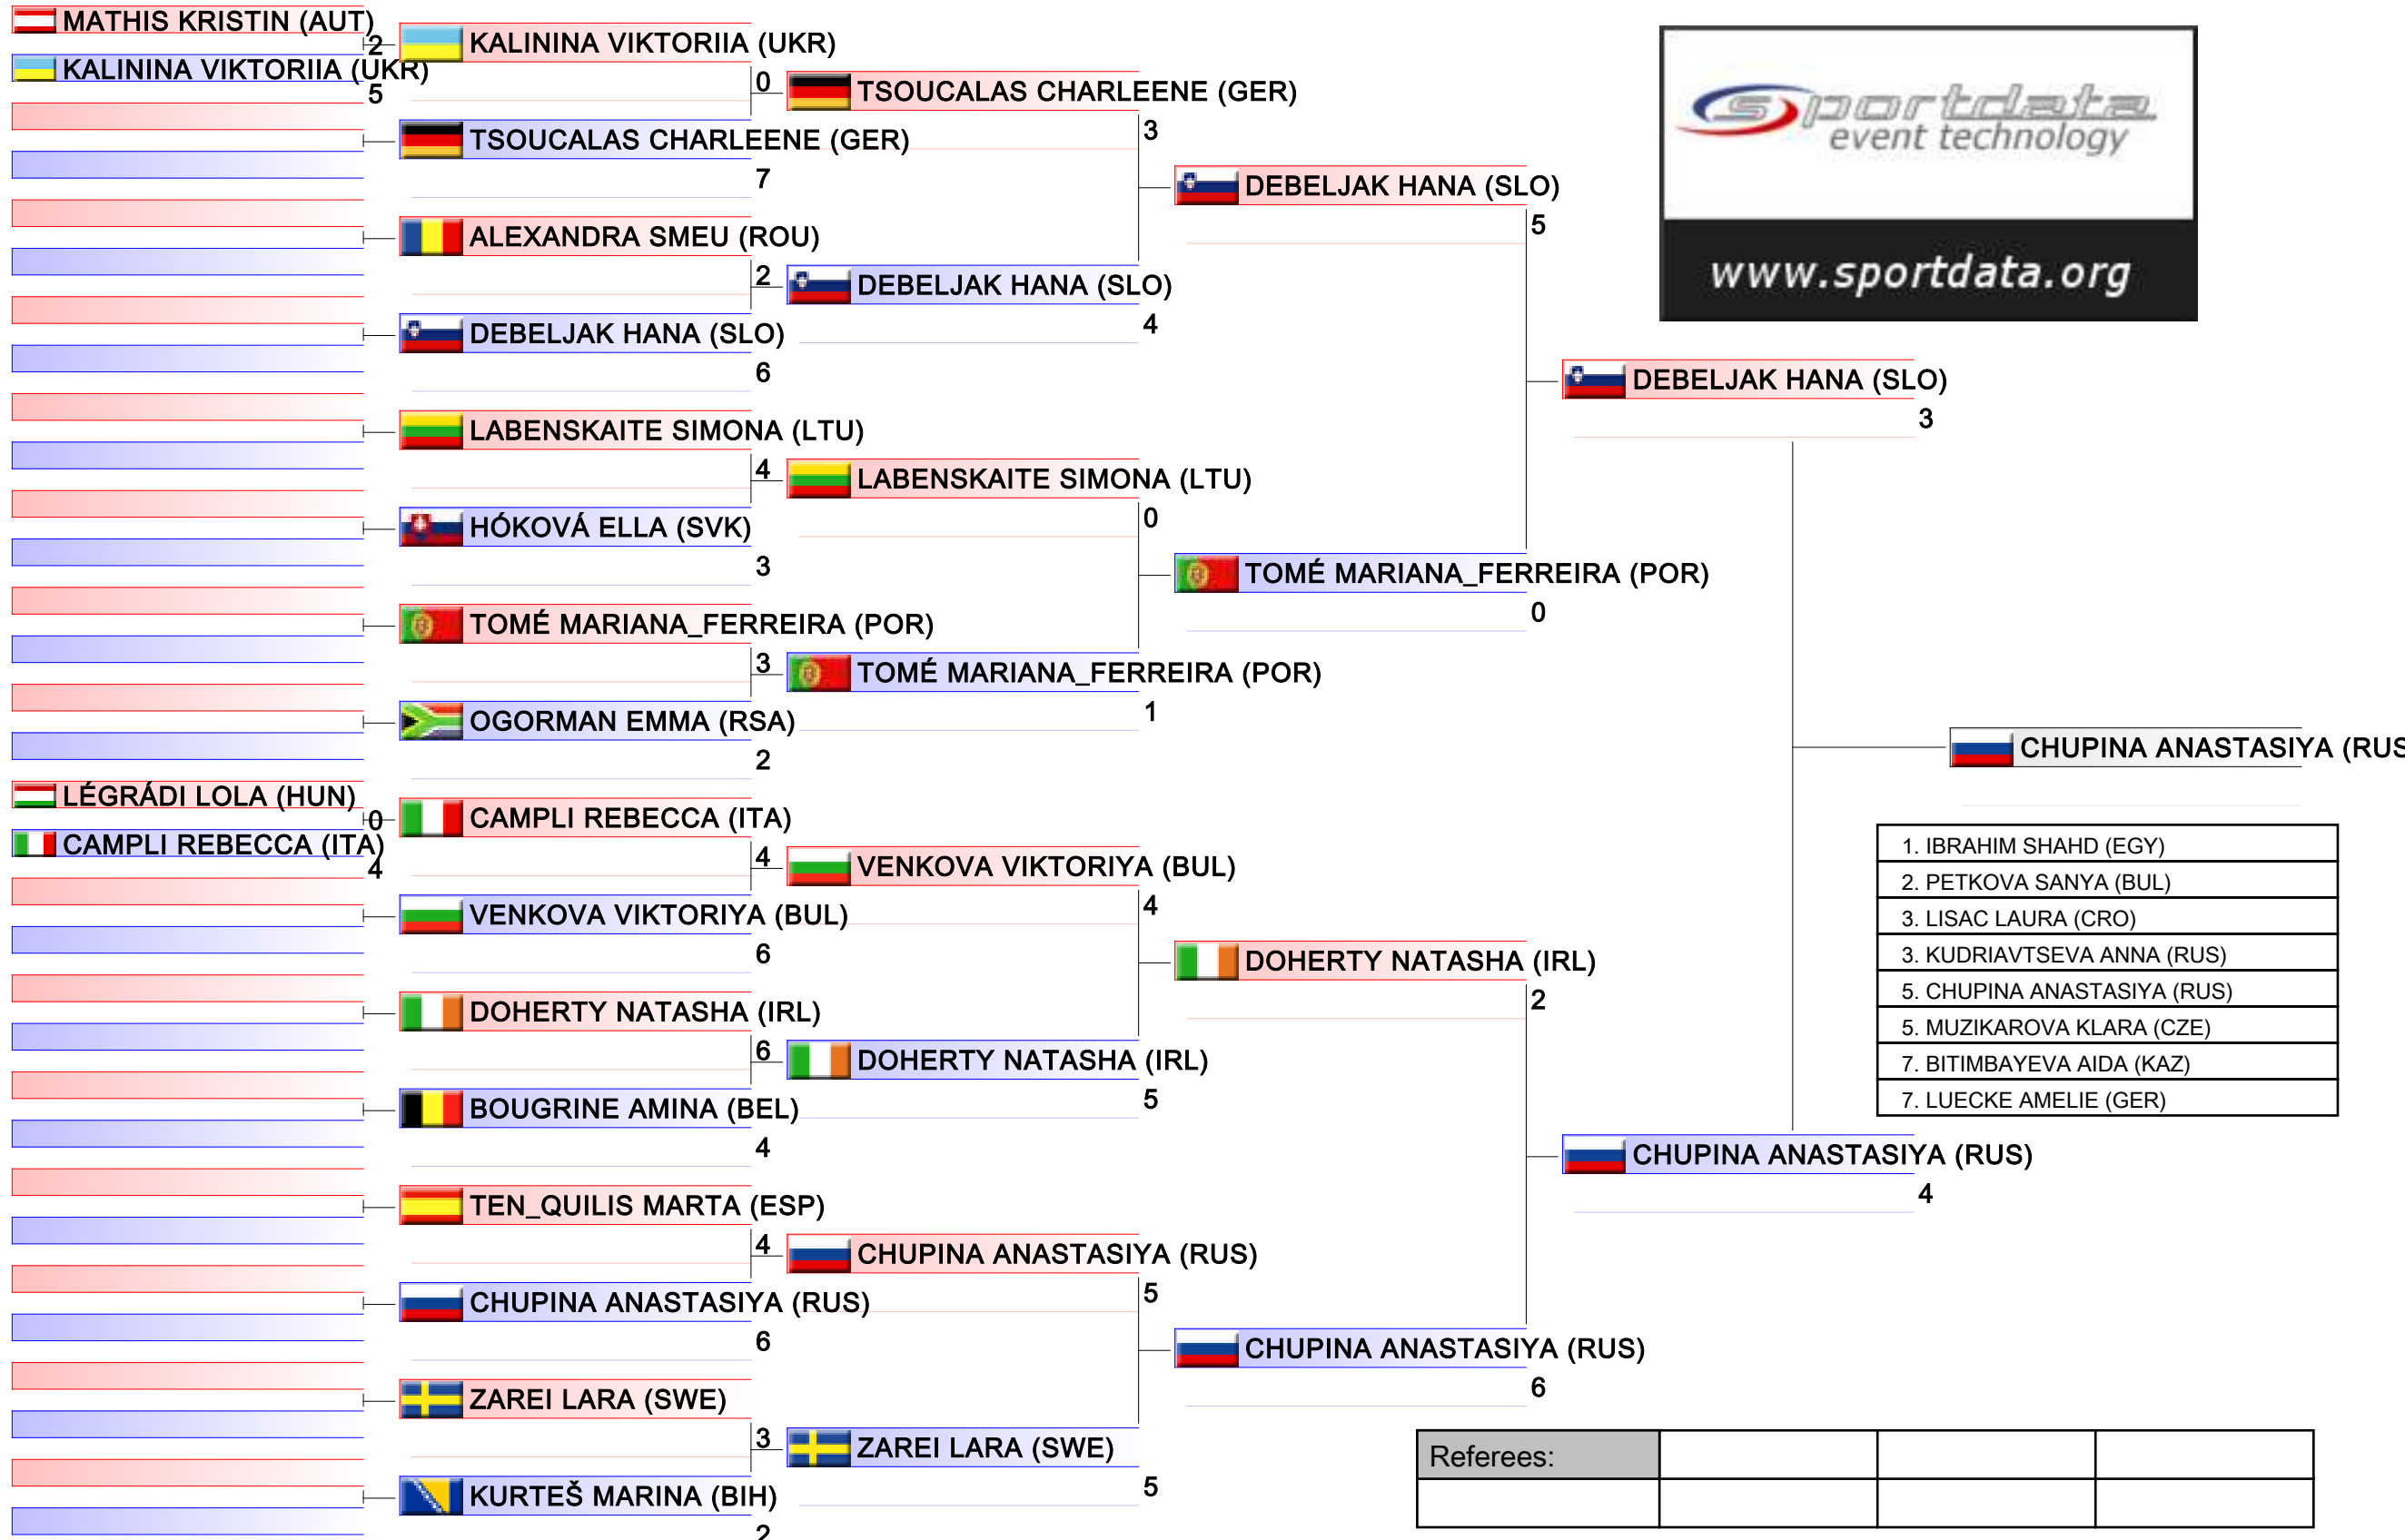 MATHIS KRISTIN (AUT)
2
KALININA VIKTORIIA (UKR)
5
LÉGRÁDI LOLA (HUN)
0
CAMPLI REBECCA (ITA)
4
KALININA VIKTORIIA (UKR)
0
TSOUCALAS CHARLEENE (GER)
7
ALEXANDRA SMEU (ROU)
2
DEBELJAK HANA (SLO)
6
LABENSKAITE SIMONA (LTU)
4
HÓKOVÁ ELLA (SVK)
3
TOMÉ MARIANA_FERREIRA (POR)
3
OGORMAN EMMA (RSA)
2
CAMPLI REBECCA (ITA)
4
VENKOVA VIKTORIYA (BUL)
6
DOHERTY NATASHA (IRL)
6
BOUGRINE AMINA (BEL)
4
TEN_QUILIS MARTA (ESP)
4
CHUPINA ANASTASIYA (RUS)
6
ZAREI LARA (SWE)
3
KURTEŠ MARINA (BIH)
2
TSOUCALAS CHARLEENE (GER)
3
DEBELJAK HANA (SLO)
4
LABENSKAITE SIMONA (LTU)
0
TOMÉ MARIANA_FERREIRA (POR)
1
VENKOVA VIKTORIYA (BUL)
4
DOHERTY NATASHA (IRL)
5
CHUPINA ANASTASIYA (RUS)
5
ZAREI LARA (SWE)
5
DEBELJAK HANA (SLO)
5
TOMÉ MARIANA_FERREIRA (POR)
0
DOHERTY NATASHA (IRL)
2
CHUPINA ANASTASIYA (RUS)
6
DEBELJAK HANA (SLO)
3
CHUPINA ANASTASIYA (RUS)
4
CHUPINA ANASTASIYA (RUS
sportdata
event technology
www.sportdata.org
1. IBRAHIM SHAHD (EGY)
2. PETKOVA SANYA (BUL)
3. LISAC LAURA (CRO)
3. KUDRIAVTSEVA ANNA (RUS)
5. CHUPINA ANASTASIYA (RUS)
5. MUZIKAROVA KLARA (CZE)
7. BITIMBAYEVA AIDA (KAZ)
7. LUECKE AMELIE (GER)
Referees: